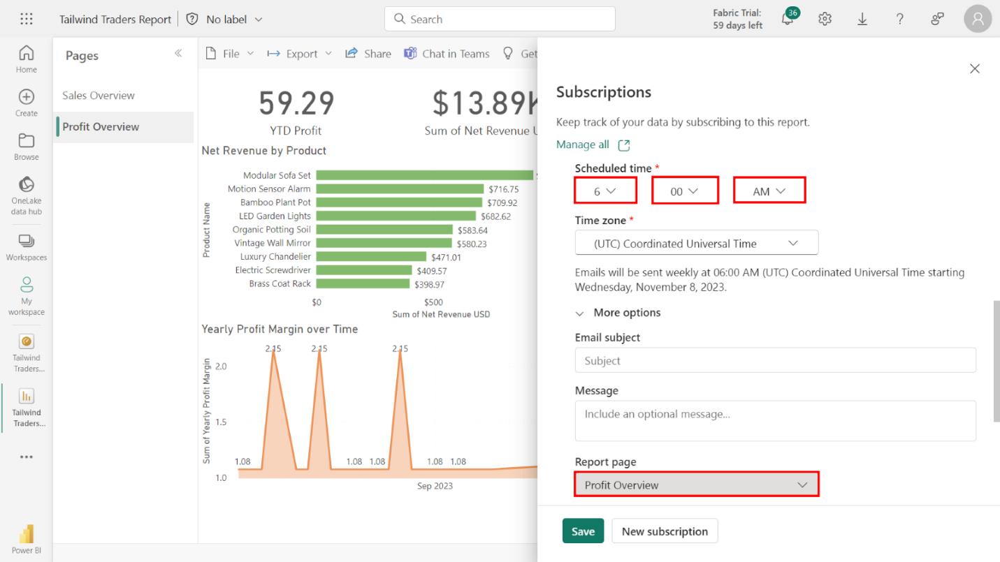 Tailwind Traders Report
No label
Search
Fabric Trial:
59 days left
36
Home
Create
Browse
OneLake
data hub
Workspaces
My
workspace
Tailwind
Traders...
Tailwind
Traders...
Power BI
Pages
Sales Overview
Profit Overview
File
Export
Share
Chat in Teams
Get
59.29
YTD Profit
$13.89K
Sum of Net Revenue U
Net Revenue by Product
Product Name
Modular Sofa Set
Motion Sensor Alarm $716.75
Bamboo Plant Pot $709.92
LED Garden Lights $682.62
Organic Potting Soil $583.64
Vintage Wall Mirror $580.23
Luxury Chandelier $471.01
Electric Screwdriver $409.57
Brass Coat Rack $398.97
$0 $500
Sum of Net Revenue USD
Yearly Profit Margin over Time
Sum of Yearly Profit Margin
2.15 2.15 2.15
2.0
1.5
1.08 1.08 1.08 1.08 1.08
1.0
Sep 2023
Subscriptions
Keep track of your data by subscribing to this report.
Manage all
Scheduled time *
6 00 AM
Time zone *
(UTC) Coordinated Universal Time
Emails will be sent weekly at 06:00 AM (UTC) Coordinated Universal Time starting
Wednesday, November 8, 2023.
More options
Email subject
Subject
Message
Include an optional message...
Report page
Profit Overview
Save
New subscription